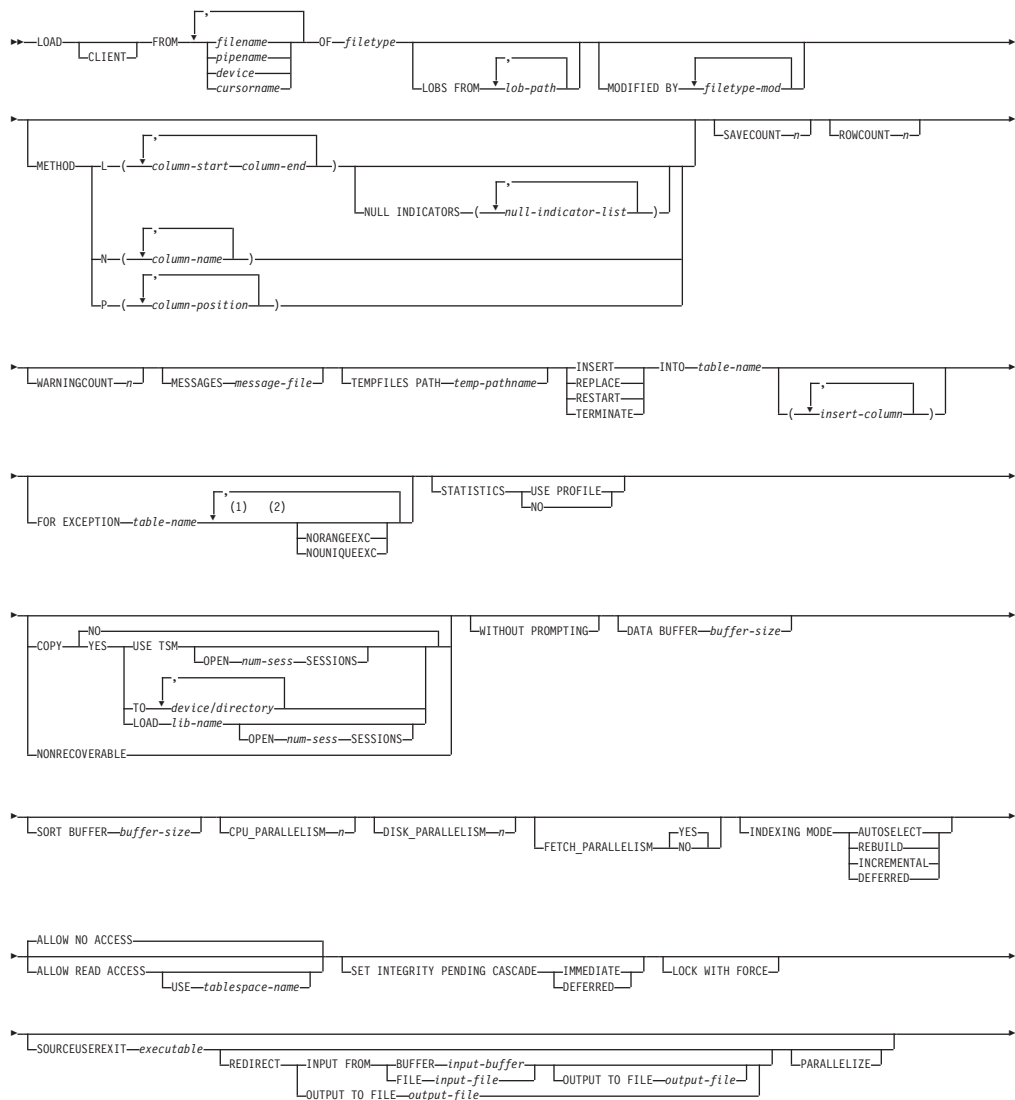 ,
LOAD CLIENT FROM filename OF filetype
pipename
device
cursorname
LOBS FROM , lob-path
MODIFIED BY filetype-mod
METHOD L ( , column-start column-end )
NULL INDICATORS ( , null-indicator-list )
N ( , column-name )
P ( , column-position )
SAVECOUNT n ROWCOUNT n
WARNINGCOUNT n MESSAGES message-file TEMPFILES PATH temp-pathname INSERT INTO table-name
REPLACE
RESTART
TERMINATE
( , insert-column )
FOR EXCEPTION table-name , (1) (2)
NORANGEEXC
NOUNIQUEEXC
STATISTICS USE PROFILE
NO
NO
COPY YES USE TSM
OPEN num-sess SESSIONS
,
TO device/directory
LOAD lib-name
OPEN num-sess SESSIONS
NONRECOVERABLE
WITHOUT PROMPTING DATA BUFFER buffer-size
SORT BUFFER buffer-size CPU_PARALLELISM n DISK_PARALLELISM n
YES
FETCH_PARALLELISM NO
INDEXING MODE AUTOSELECT
REBUILD
INCREMENTAL
DEFERRED
ALLOW NO ACCESS
ALLOW READ ACCESS
USE tablespace-name
SET INTEGRITY PENDING CASCADE IMMEDIATE
DEFERRED
LOCK WITH FORCE
SOURCEUSEREXIT executable
REDIRECT INPUT FROM BUFFER input-buffer
FILE input-file
OUTPUT TO FILE output-file
OUTPUT TO FILE output-file
PARALLELIZE